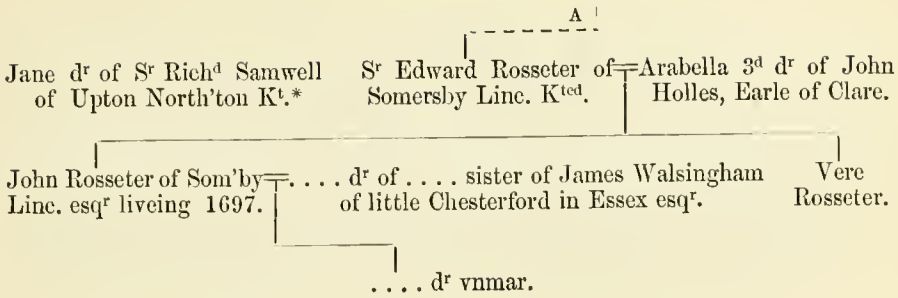 A
Jane dʳ of Sʳ Richᵈ Samwell
of Upton North'ton Kᵗ.*
Sʳ Edward Rosseter of
Somersby Linc. Kᵗᵉᵈ.
Arabella 3ᵈ dʳ of John
Holles, Earle of Clare.
John Rosseter of Som'by
Linc. esqʳ liveing 1697.
. . . . dʳ of . . . . sister of James Walsingham
of little Chesterford in Essex esqʳ.
Vere
Rosseter.
. . . . dʳ vnmar.